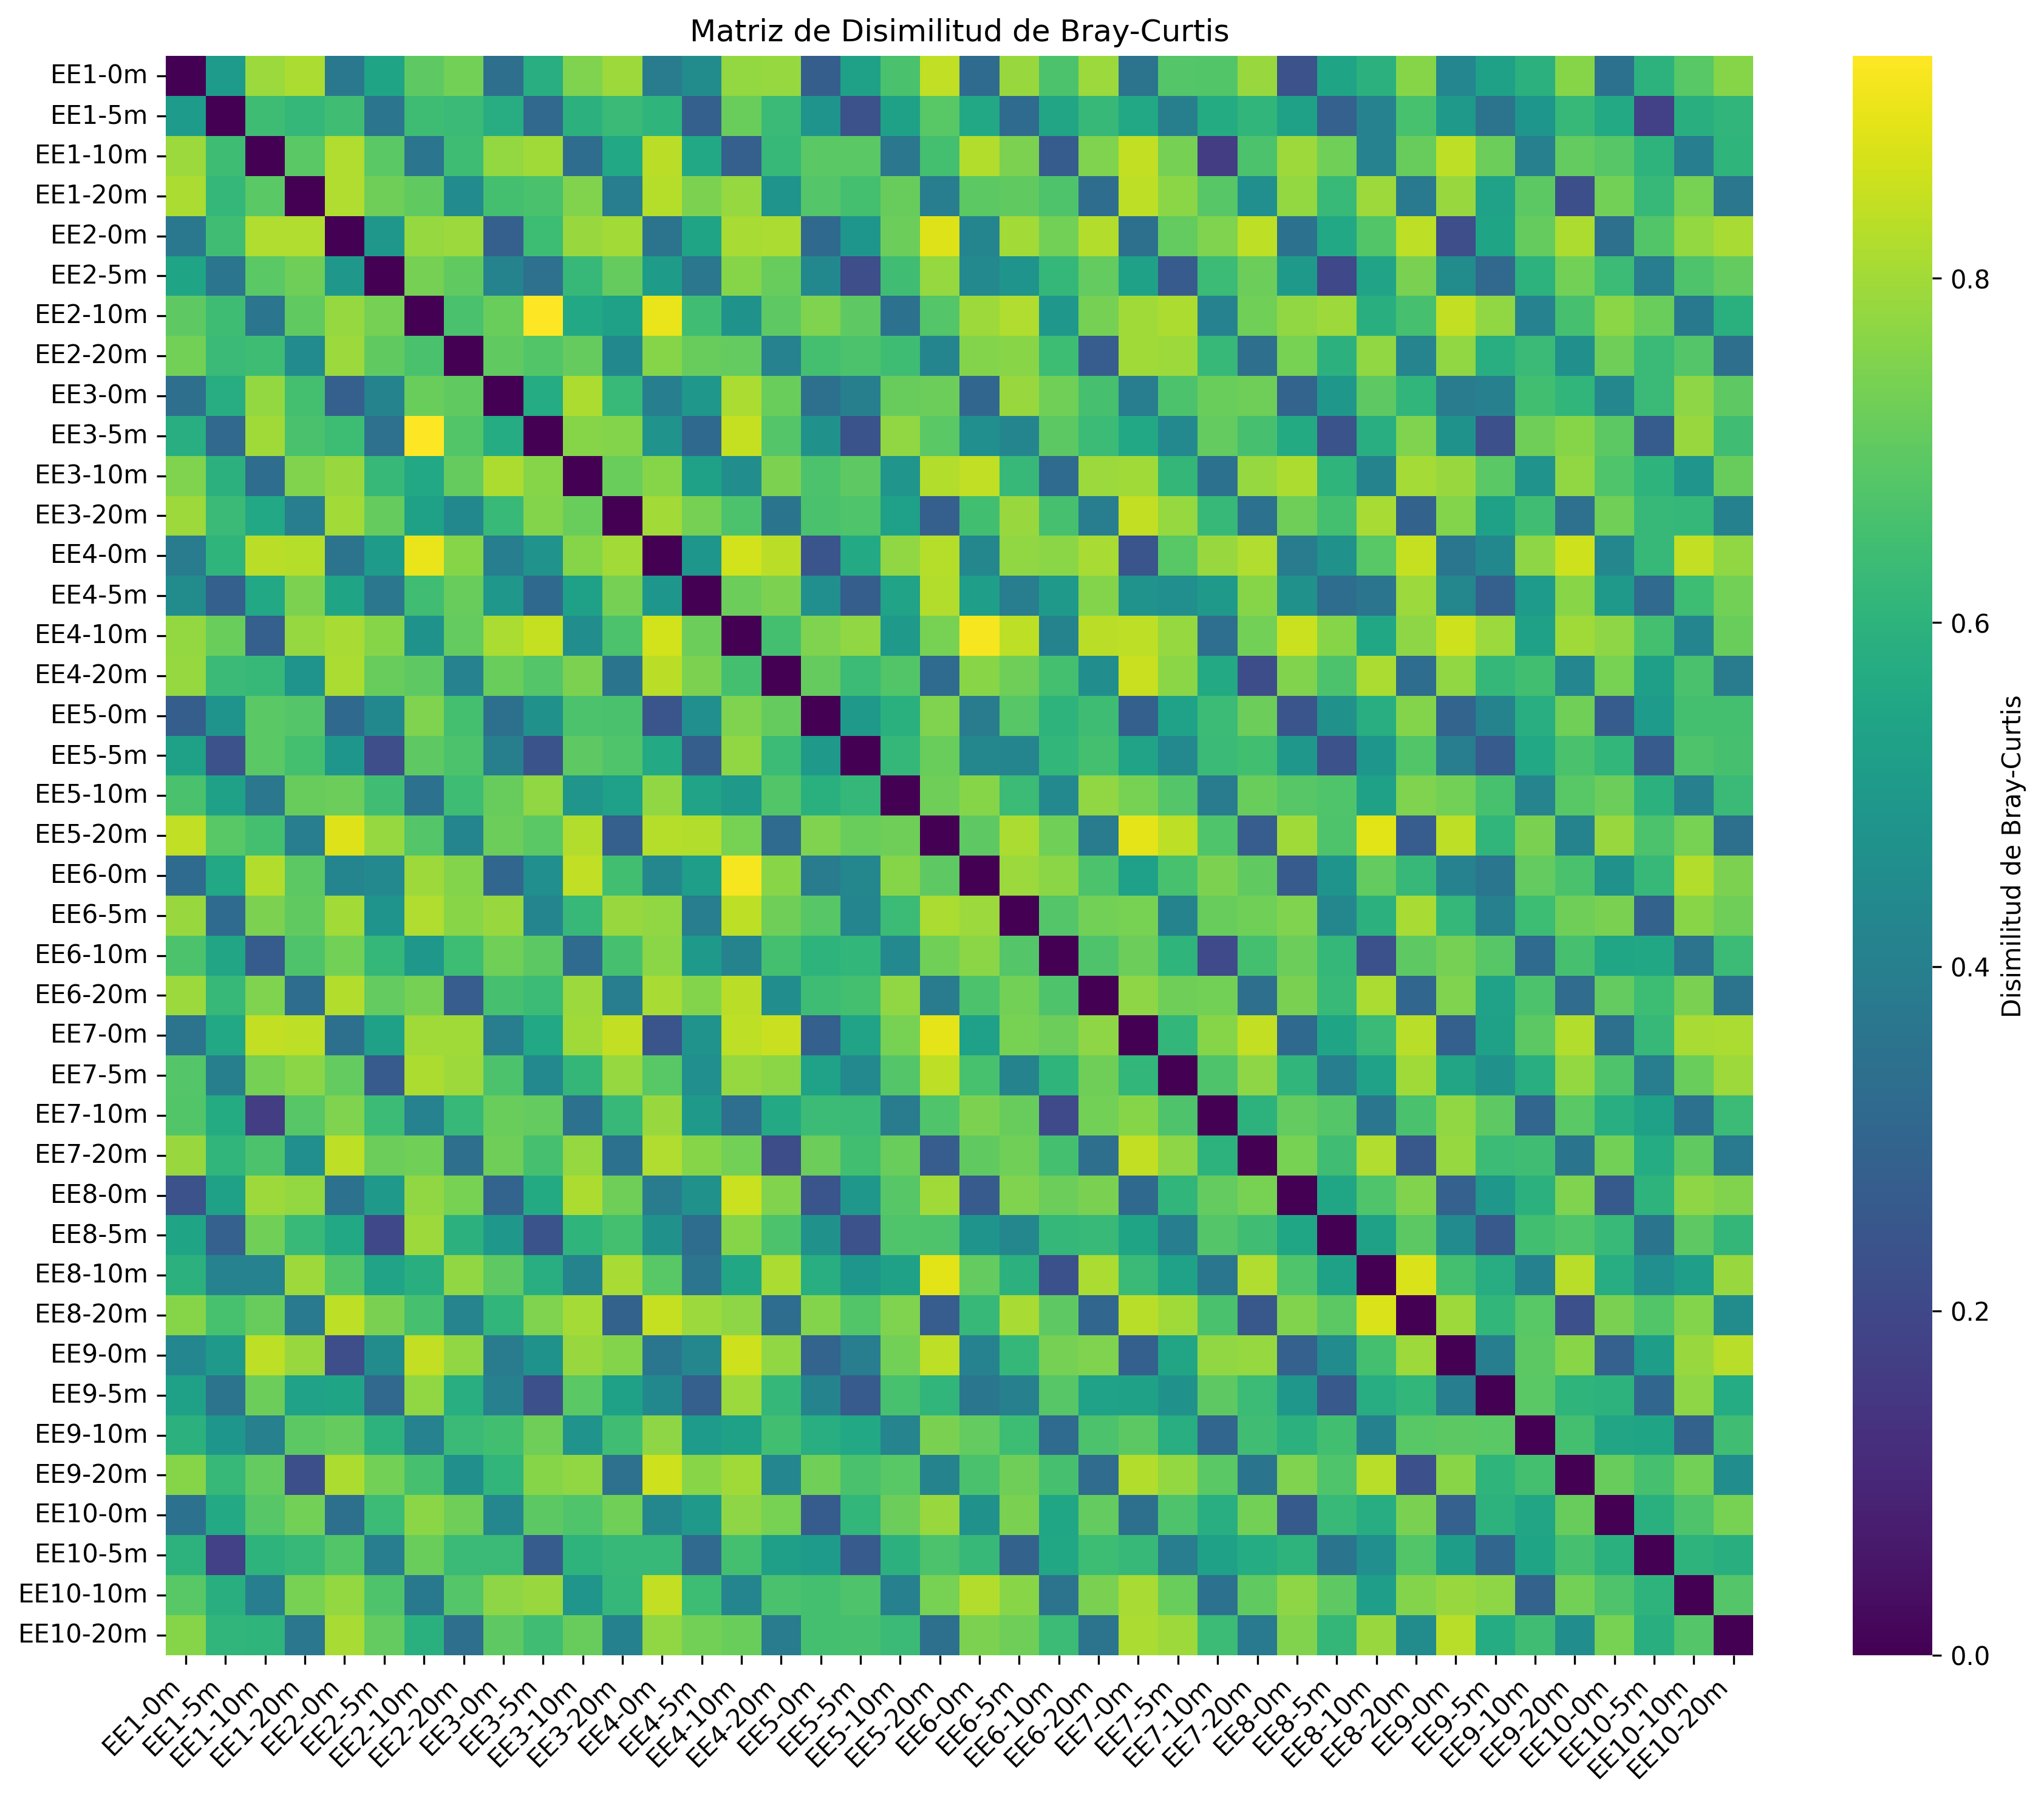 Matriz de Disimilitud de Bray-Curtis
EE1-0m
EE1-5m
EE1-10m
EE1-20m
EE2-0m
EE2-5m
EE2-10m
EE2-20m
EE3-0m
EE3-5m
EE3-10m
EE3-20m
EE4-0m
EE4-5m
EE4-10m
EE4-20m
EE5-0m
EE5-5m
EE5-10m
EE5-20m
EE6-0m
EE6-5m
EE6-10m
EE6-20m
EE7-0m
EE7-5m
EE7-10m
EE7-20m
EE8-0m
EE8-5m
EE8-10m
EE8-20m
EE9-0m
EE9-5m
EE9-10m
EE9-20m
EE10-0m
EE10-5m
EE10-10m
EE10-20m
EE1-0m
EE1-5m
EE1-10m
EE1-20m
EE2-0m
EE2-5m
EE2-10m
EE2-20m
EE3-0m
EE3-5m
EE3-10m
EE3-20m
EE4-0m
EE4-5m
EE4-10m
EE4-20m
EE5-0m
EE5-5m
EE5-10m
EE5-20m
EE6-0m
EE6-5m
EE6-10m
EE6-20m
EE7-0m
EE7-5m
EE7-10m
EE7-20m
EE8-0m
EE8-5m
EE8-10m
EE8-20m
EE9-0m
EE9-5m
EE9-10m
EE9-20m
EE10-0m
EE10-5m
EE10-10m
EE10-20m
0.8
0.6
0.4
0.2
0.0
Disimilitud de Bray-Curtis